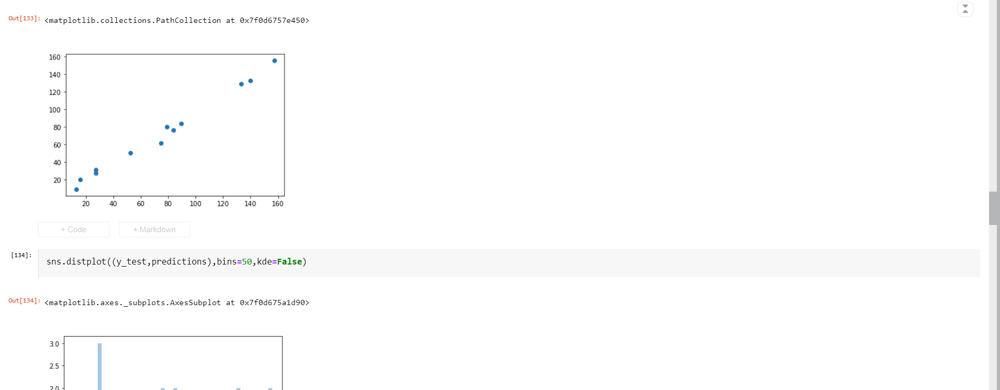 Out[133]: <matplotlib.collections.PathCollection at 0x7f0d6757e450>
160
140
120
100
80
60
40
20
20 40 60 80 100 120 140 160
+ Code + Markdown
[134]: sns.distplot((y_test,predictions),bins=50,kde=False)
Out[134]: <matplotlib.axes._subplots.AxesSubplot at 0x7f0d675a1d90>
3.0
2.5
2.0